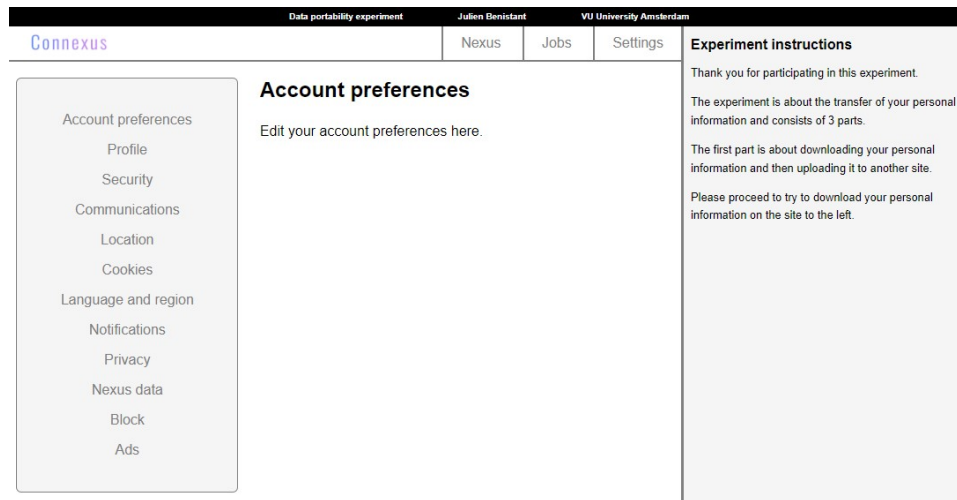 Data portability experiment Julien Benistant VU University Amsterdam
Connexus
Nexus Jobs Settings
Account preferences
Profile
Security
Communications
Location
Cookies
Language and region
Notifications
Privacy
Nexus data
Block
Ads
Account preferences
Edit your account preferences here.
Experiment instructions
Thank you for participating in this experiment.
The experiment is about the transfer of your personal
information and consists of 3 parts.
The first part is about downloading your personal
information and then uploading it to another site.
Please proceed to try to download your personal
information on the site to the left.